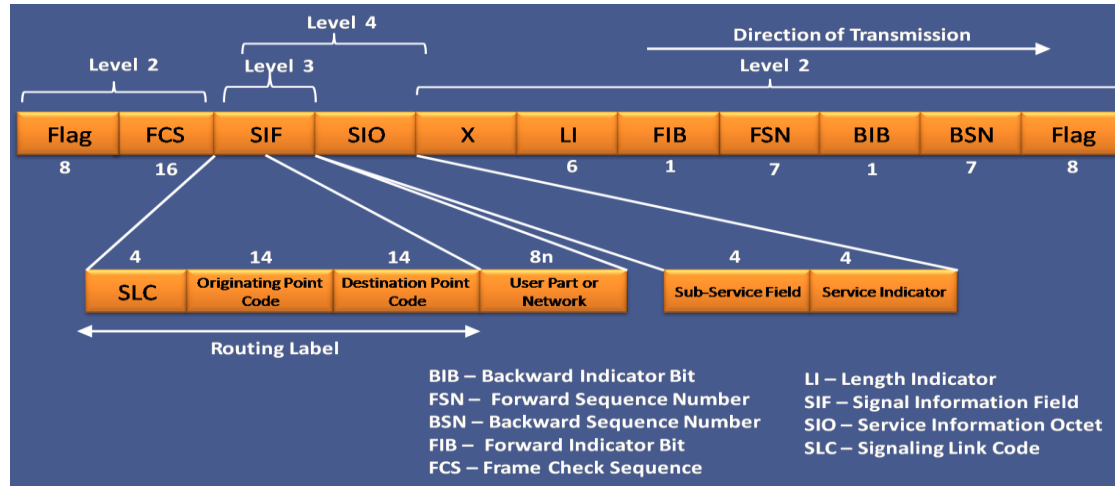 Level 4
Direction of Transmission
Level 2
Level 3
Level 2
Flag FCS SIF SIO X LI FIB FSN BIB BSN Flag
8 16 6 1 7 1 7 8
4 14 14 8n 4 4
SLC Originating Point Code Destination Point Code User Part or Network Sub-Service Field Service Indicator
Routing Label
BIB – Backward Indicator Bit
FSN – Forward Sequence Number
BSN – Backward Sequence Number
FIB – Forward Indicator Bit
FCS – Frame Check Sequence
LI – Length Indicator
SIF – Signal Information Field
SIO – Service Information Octet
SLC – Signaling Link Code